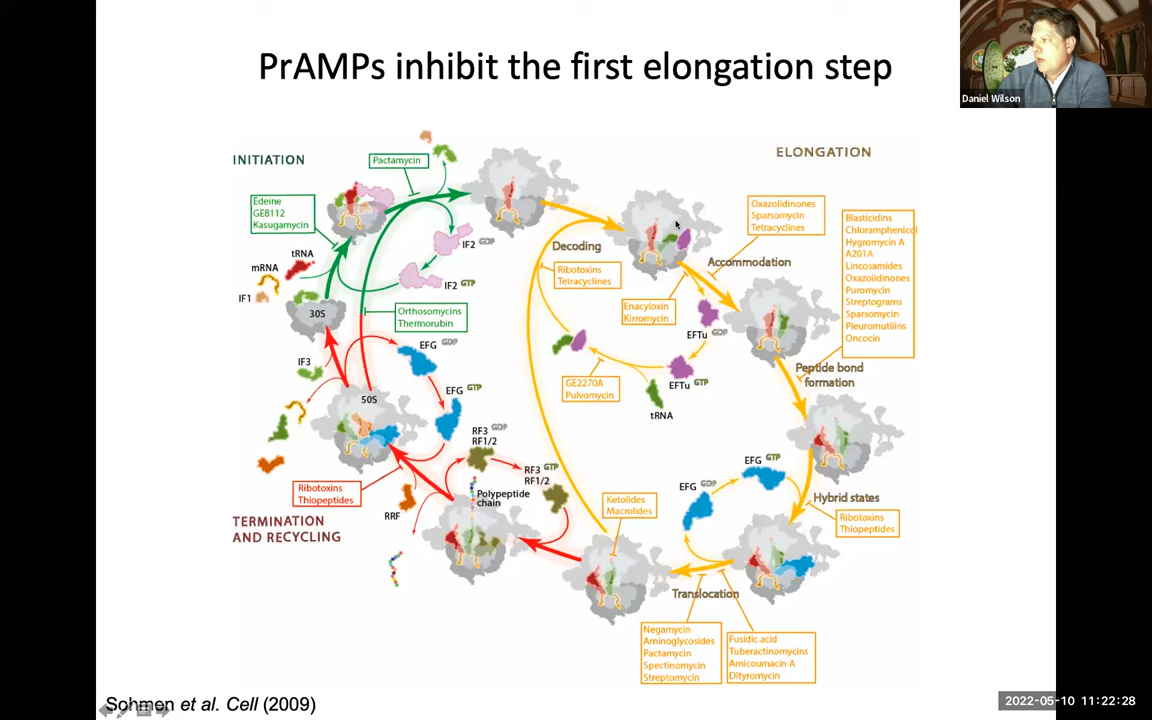 PrAMPs inhibit the first elongation step
Daniel Wilson
INITIATION
ELONGATION
Pactamycin
Edeine
GE8112
Kasugamycin
IF2 GDP
IF2 GTP
tRNA
mRNA
IF1
30S
Orthosomycins
Thermorubin
Decoding
Ribotoxins
Tetracyclines
Oxazolidinones
Sparsomycin
Tetracyclines
Accommodation
Enacyloxin
Kirromycin
EFTu GDP
Blasticidins
Chloramphenicol
Hygromycin A
A201A
Lincosamides
Oxazolidinones
Puromycin
Streptograms
Sparsomycin
Pleuromutilins
Oncocin
Peptide bond
formation
GE2270A
Pulvomycin
EFTu GTP
tRNA
IF3
EFG GDP
EFG GTP
50S
RF3 GDP
RF1/2
RF3 GTP
RF1/2
Polypeptide
chain
Ribotoxins
Thiopeptides
RRF
TERMINATION
AND RECYCLING
Ketolides
Macrolides
EFG GDP
EFG GTP
Hybrid states
Ribotoxins
Thiopeptides
Translocation
Negamycin
Aminoglycosides
Pactamycin
Spectinomycin
Streptomycin
Fusidic acid
Tuberactinomycins
Amicoumacin A
Dityromycin
Sohmen et al. Cell (2009)
2022-05-10 11:22:28